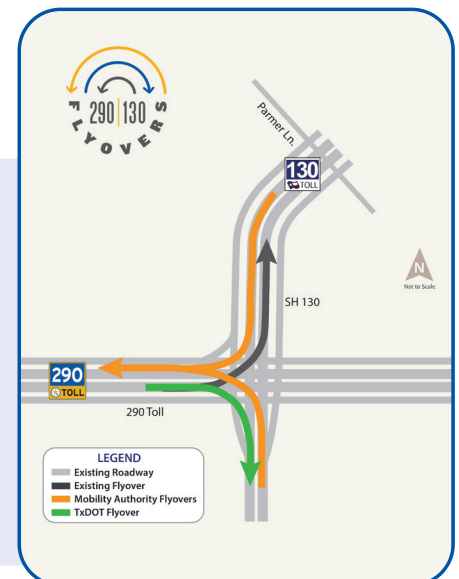 290|130
FLYOVERS
Parmer Ln.
130
TOLL
N
Not to Scale
SH 130
290
TOLL
290 Toll
LEGEND
Existing Roadway
Existing Flyover
Mobility Authority Flyovers
TxDOT Flyover